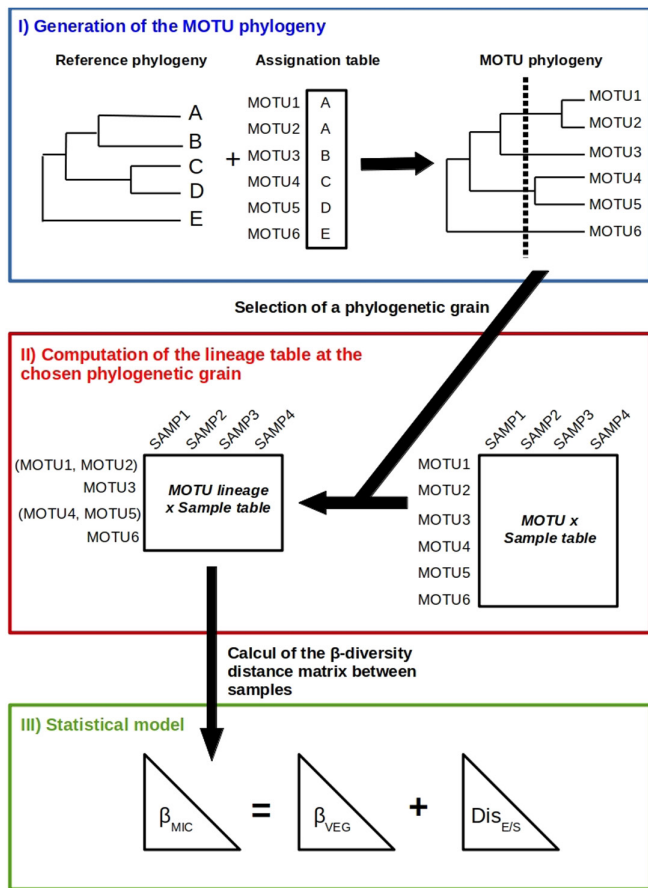 I) Generation of the MOTU phylogeny
Reference phylogeny
A
B
C
D
E
+
Assignation table
MOTU1 A
MOTU2 A
MOTU3 B
MOTU4 C
MOTU5 D
MOTU6 E
MOTU phylogeny
MOTU1
MOTU2
MOTU3
MOTU4
MOTU5
MOTU6
Selection of a phylogenetic grain
II) Computation of the lineage table at the
chosen phylogenetic grain
SAMP1 SAMP2 SAMP3 SAMP4
(MOTU1, MOTU2)
MOTU3
(MOTU4, MOTU5)
MOTU6
MOTU lineage
x Sample table
SAMP1 SAMP2 SAMP3 SAMP4
MOTU1
MOTU2
MOTU3
MOTU4
MOTU5
MOTU6
MOTU x
Sample table
Calcul of the β-diversity
distance matrix between
samples
III) Statistical model
βMIC = βVEG + DisE/S